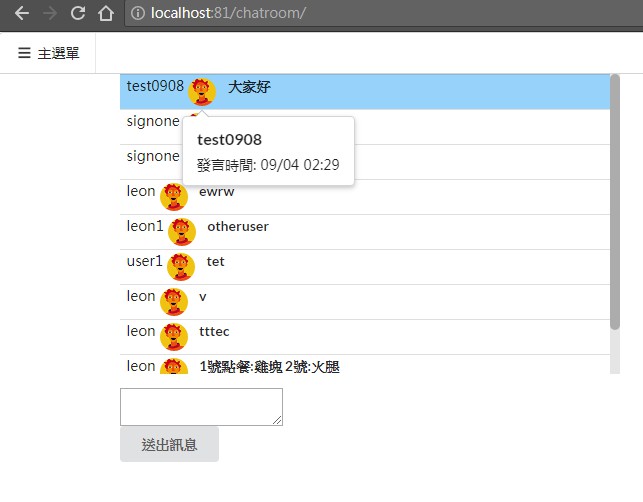 localhost:81/chatroom/
主選單
test0908 大家好
signone
test0908
signone
發言時間: 09/04 02:29
leon ewrw
leon1 otheruser
user1 tet
leon v
leon tttec
leon 1號點餐:雞塊 2號:火腿
送出訊息